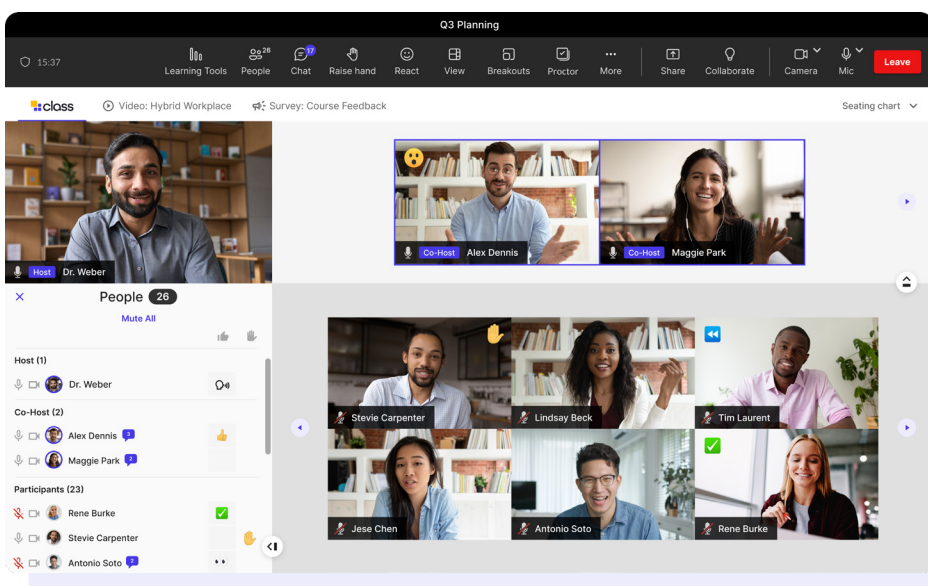 Q3 Planning
15:37
Learning Tools
People 26
Chat 17
Raise hand
React
View
Breakouts
Proctor
More
Share
Collaborate
Camera
Mic
Leave
class
Video: Hybrid Workplace
Survey: Course Feedback
Seating chart
Host Dr. Weber
Co-Host Alex Dennis
Co-Host Maggie Park
People 26
Mute All
Host (1)
Dr. Weber
Co-Host (2)
Alex Dennis 3
Maggie Park 2
Participants (23)
Rene Burke
Stevie Carpenter
Antonio Soto 2
Stevie Carpenter
Lindsay Beck
Tim Laurent
Jese Chen
Antonio Soto
Rene Burke